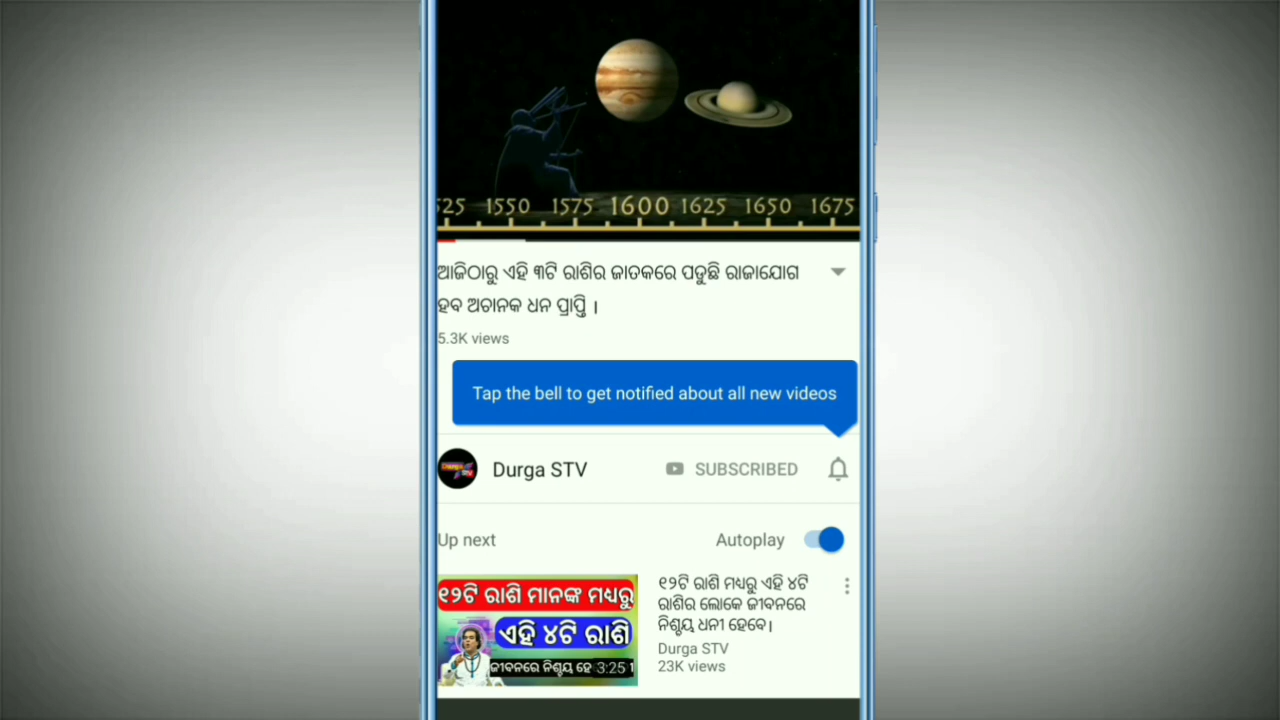 1550 1575 1600 1625 1650 1675
ଆଜିଠାରୁ ଏହି ୩ଟି ରାଶିର ଜାତକରେ ପଡୁଛି ରାଜାଯୋଗ
ହବ ଅଚାନକ ଧନ ପ୍ରାପ୍ତି ।
5.3K views
Tap the bell to get notified about all new videos
Durga STV
SUBSCRIBED
Up next
Autoplay
୧୨ଟି ରାଶି ମାନଙ୍କ ମଧ୍ୟରୁ
ଏହି ୪ଟି ରାଶି
ଜୀବନରେ ନିଶ୍ଚୟ ହେ
3:25
୧୨ଟି ରାଶି ମଧ୍ୟରୁ ଏହି ୪ଟି
ରାଶିର ଲୋକେ ଜୀବନରେ
ନିଶ୍ଚୟ ଧନୀ ହେବେ।
Durga STV
23K views